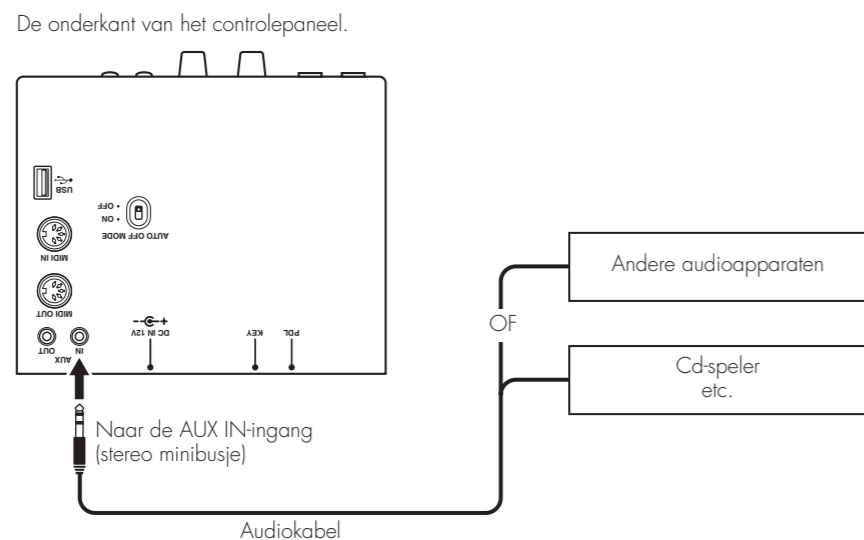 De onderkant van het controlepaneel.
USB
OFF
ON
AUTO OFF MODE
MIDI IN
MIDI OUT
OUT
IN
AUX
DC IN 12V
KEY
PDL
Andere audioapparaten
OF
Cd-speler
etc.
Naar de AUX IN-ingang
(stereo minibusje)
Audiokabel